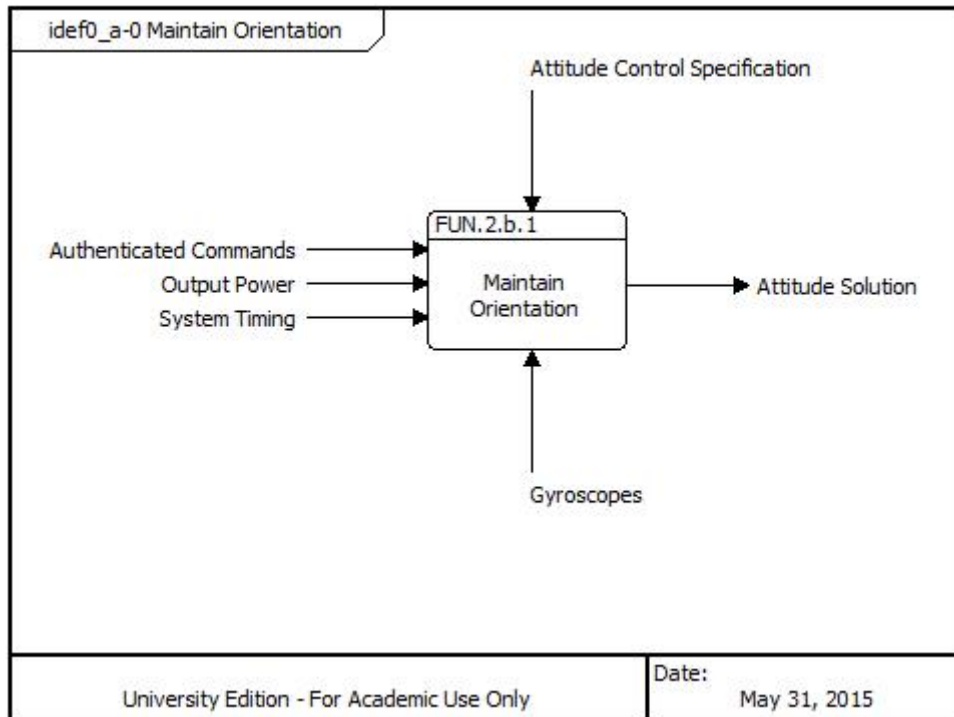 idef0_a-0 Maintain Orientation
Attitude Control Specification
FUN.2.b.1
Authenticated Commands
Output Power
System Timing
Maintain
Orientation
Attitude Solution
Gyroscopes
University Edition - For Academic Use Only
Date:
May 31, 2015